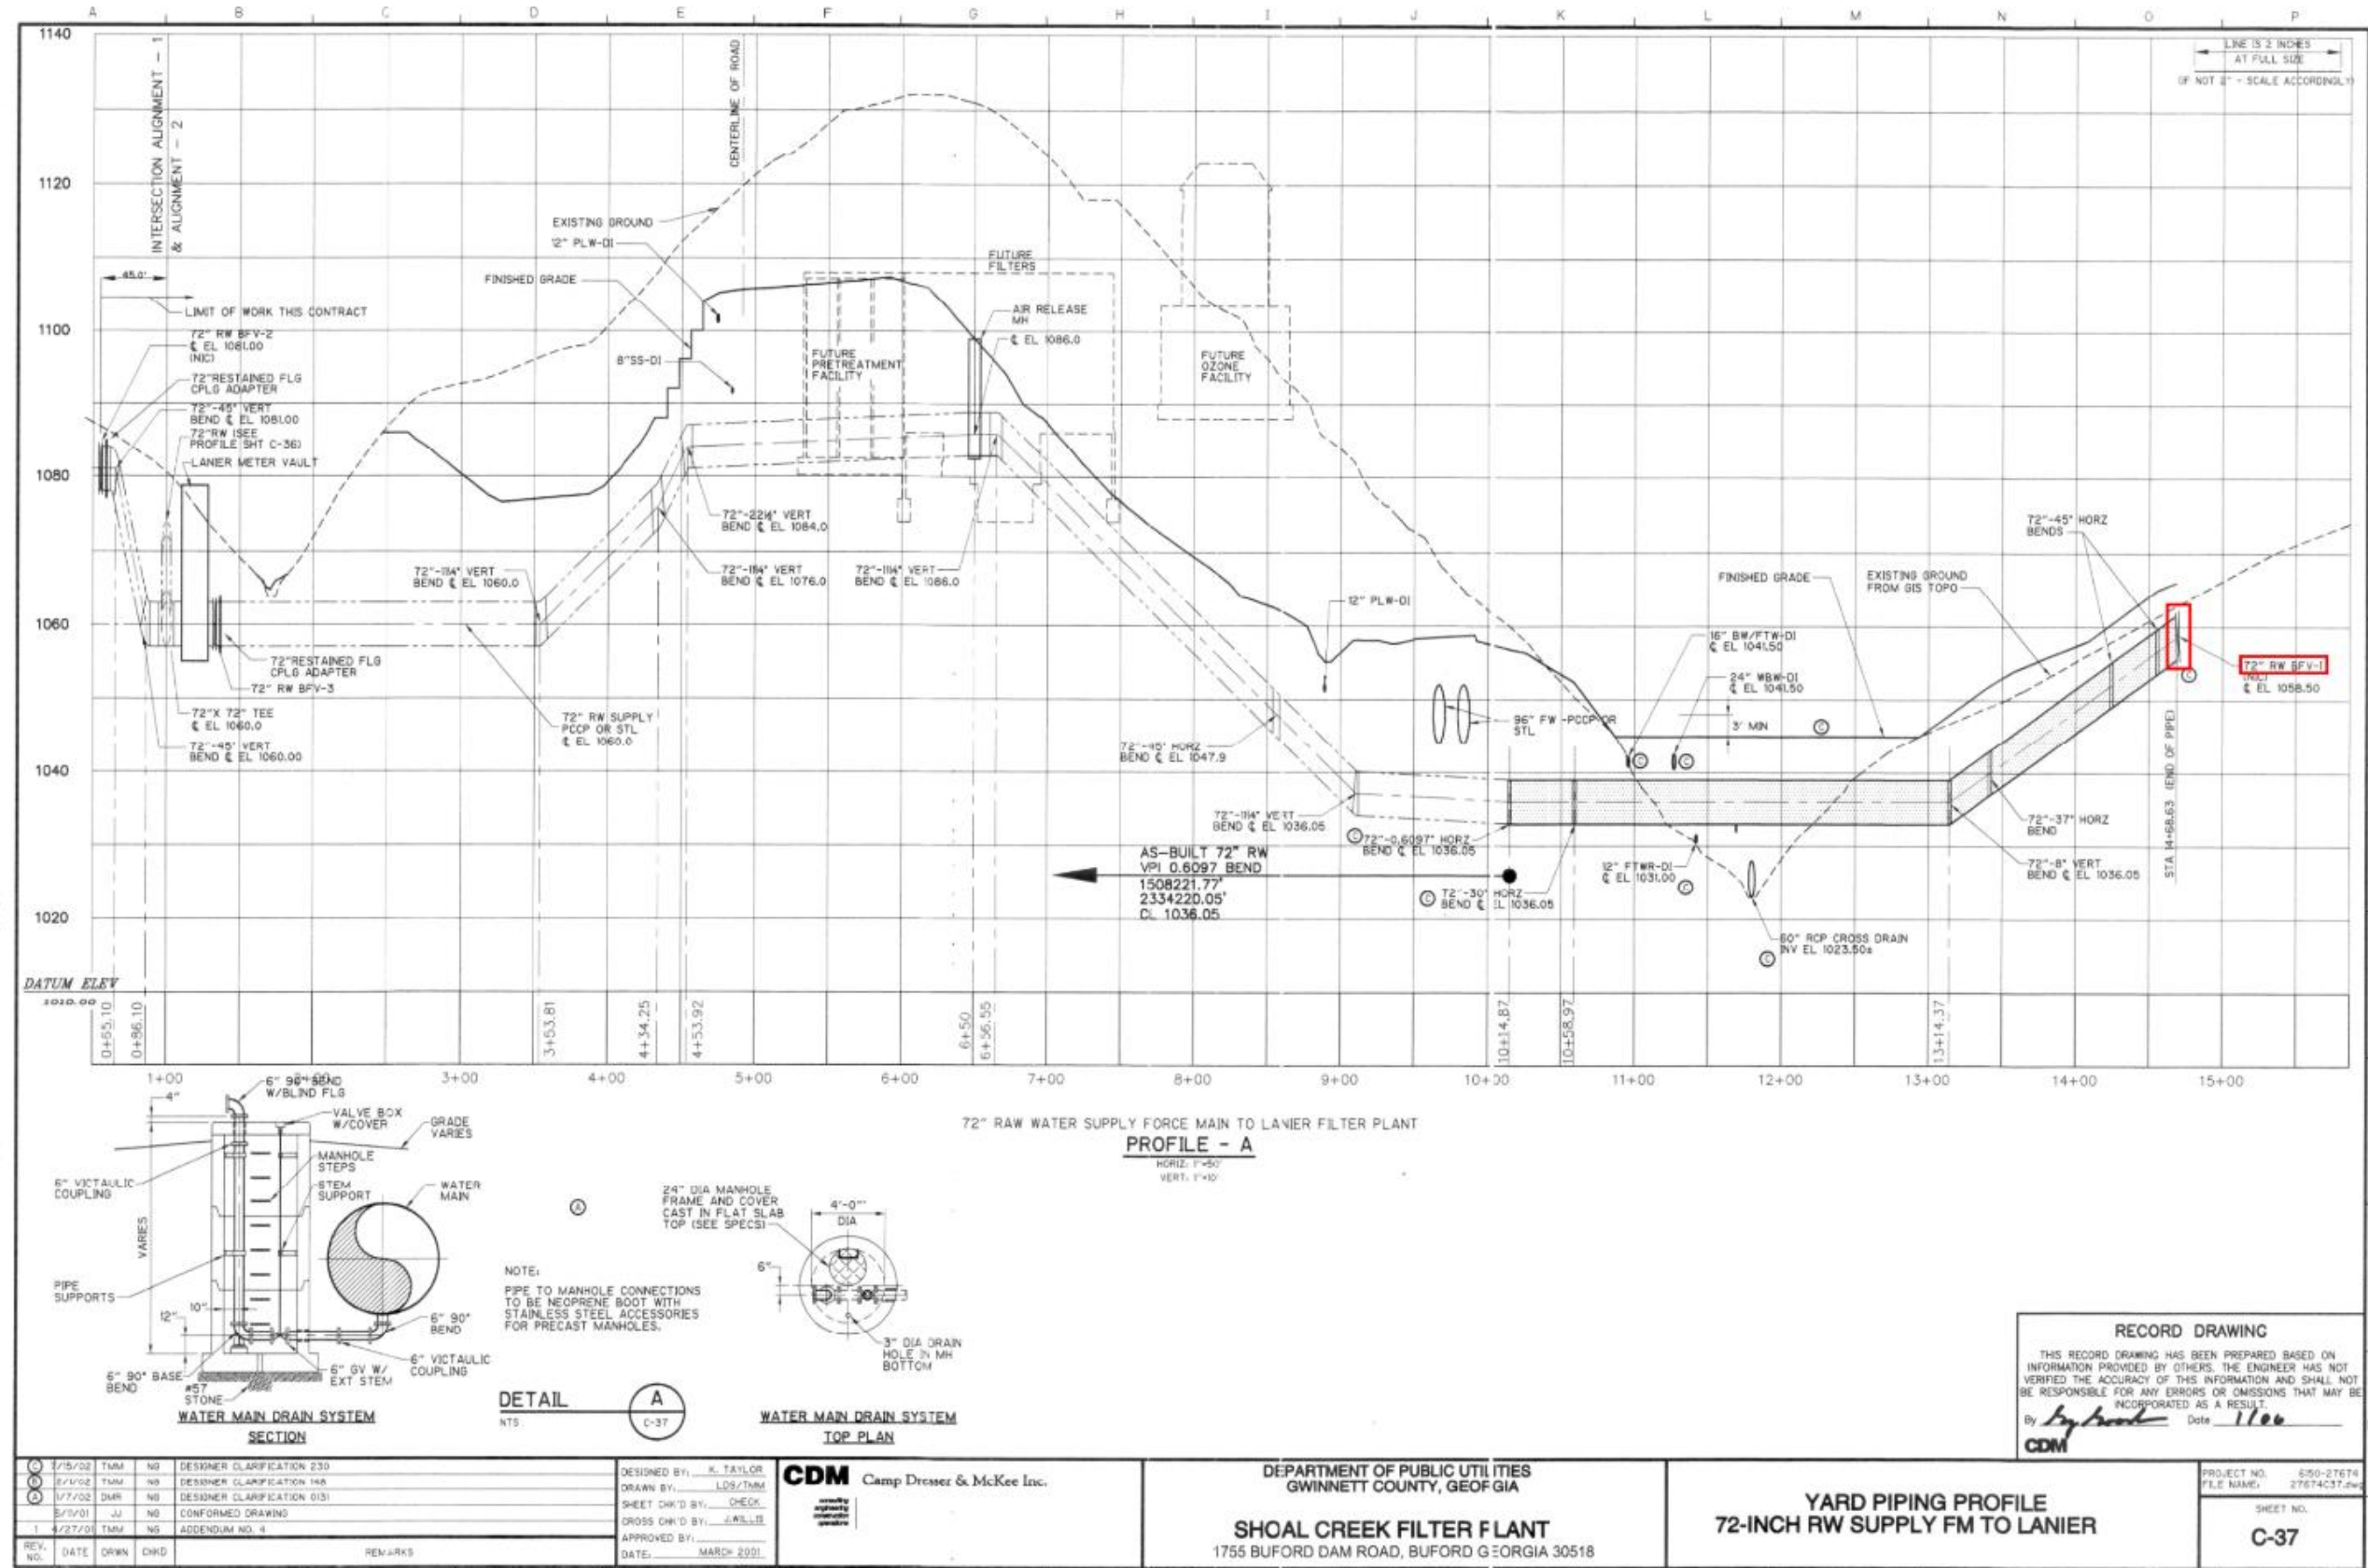 A B C D E F G H I J K L M N O P
LINE IS 2 INCHES
AT FULL SIZE
(IF NOT 2" - SCALE ACCORDINGLY)
1140
1120
1100
1080
1060
1040
1020
DATUM ELEV
1010.00
INTERSECTION ALIGNMENT - 1
& ALIGNMENT - 2
CENTERLINE OF ROAD
45.0'
LIMIT OF WORK THIS CONTRACT
72" RW BFV-2
℄ EL 1081.00
(NIC)
72"RESTAINED FLG
CPLG ADAPTER
72"-45° VERT
BEND ℄ EL 1081.00
72"RW (SEE
PROFILE SHT C-36)
LANIER METER VAULT
EXISTING GROUND
12" PLW-DI
FINISHED GRADE
8"SS-DI
FUTURE
FILTERS
AIR RELEASE
MH
℄ EL 1086.0
FUTURE
PRETREATMENT
FACILITY
FUTURE
OZONE
FACILITY
72"-22¼° VERT
BEND ℄ EL 1084.0
72"-11¼° VERT
BEND ℄ EL 1060.0
72"-11¼° VERT
BEND ℄ EL 1076.0
72"-11¼° VERT
BEND ℄ EL 1086.0
72"RESTAINED FLG
CPLG ADAPTER
72" RW BFV-3
72"X 72" TEE
℄ EL 1060.0
72"-45° VERT
BEND ℄ EL 1060.00
72" RW SUPPLY
PCCP OR STL
℄ EL 1060.0
12" PLW-DI
72"-45° HORZ
BENDS
FINISHED GRADE
EXISTING GROUND
FROM GIS TOPO
16" BW/FTW-DI
℄ EL 1041.50
24" WBW-DI
℄ EL 1041.50
3' MIN
C
72" RW BFV-1
(NIC)
℄ EL 1058.50
C
96" FW -PCCP OR
STL
C C
72"-45° HORZ
BEND ℄ EL 1047.9
72"-11¼° VERT
BEND ℄ EL 1036.05
C 72"-0.6097° HORZ
BEND ℄ EL 1036.05
AS-BUILT 72" RW
VPI 0.6097 BEND
1508221.77'
2334220.05'
CL 1036.05
C 72"-30° HORZ
BEND ℄ EL 1036.05
12" FTWR-DI
℄ EL 1031.00
C
60" RCP CROSS DRAIN
INV EL 1023.50±
C
72"-37° HORZ
BEND
72"-8° VERT
BEND ℄ EL 1036.05
STA 14+68.63 (END OF PIPE)
0+65.10
0+86.10
3+53.81
4+34.25
4+53.92
6+50
6+56.55
10+14.87
10+58.97
13+14.37
1+00 2+00 3+00 4+00 5+00 6+00 7+00 8+00 9+00 10+00 11+00 12+00 13+00 14+00 15+00
72" RAW WATER SUPPLY FORCE MAIN TO LANIER FILTER PLANT
PROFILE - A
HORIZ: 1"=50'
VERT: 1"=10'
6" 90° BEND
W/BLIND FLG
4"
VALVE BOX
W/COVER
GRADE
VARIES
MANHOLE
STEPS
STEM
SUPPORT
WATER
MAIN
6" VICTAULIC
COUPLING
VARIES
PIPE
SUPPORTS
10"
12"
6" 90°
BEND
6" VICTAULIC
COUPLING
6" GV W/
EXT STEM
6" 90° BASE
BEND
#57
STONE
WATER MAIN DRAIN SYSTEM
SECTION
A
NOTE:
PIPE TO MANHOLE CONNECTIONS
TO BE NEOPRENE BOOT WITH
STAINLESS STEEL ACCESSORIES
FOR PRECAST MANHOLES.
24" DIA MANHOLE
FRAME AND COVER
CAST IN FLAT SLAB
TOP (SEE SPECS)
4'-0"
DIA
6"
3" DIA DRAIN
HOLE IN MH
BOTTOM
DETAIL A
NTS C-37
WATER MAIN DRAIN SYSTEM
TOP PLAN
RECORD DRAWING
THIS RECORD DRAWING HAS BEEN PREPARED BASED ON
INFORMATION PROVIDED BY OTHERS. THE ENGINEER HAS NOT
VERIFIED THE ACCURACY OF THIS INFORMATION AND SHALL NOT
BE RESPONSIBLE FOR ANY ERRORS OR OMISSIONS THAT MAY BE
INCORPORATED AS A RESULT.
By Date 1/06
CDM
C 7/15/02 TMM NG DESIGNER CLARIFICATION 230
B 2/1/02 TMM NG DESIGNER CLARIFICATION 168
A 1/7/02 DMR NG DESIGNER CLARIFICATION 0131
5/11/01 JJ NG CONFORMED DRAWING
1 4/27/01 TMM NG ADDENDUM NO. 4
REV. NO. DATE DRWN CHKD REMARKS
DESIGNED BY: K. TAYLOR
DRAWN BY: LDS/TMM
SHEET CHK'D BY: CHECK
CROSS CHK'D BY: J.WILLIS
APPROVED BY:
DATE: MARCH 2001
CDM Camp Dresser & McKee Inc.
consulting
engineering
construction
operations
DEPARTMENT OF PUBLIC UTILITIES
GWINNETT COUNTY, GEORGIA
SHOAL CREEK FILTER PLANT
1755 BUFORD DAM ROAD, BUFORD GEORGIA 30518
YARD PIPING PROFILE
72-INCH RW SUPPLY FM TO LANIER
PROJECT NO. 6150-27674
FILE NAME: 27674C37.dwg
SHEET NO.
C-37